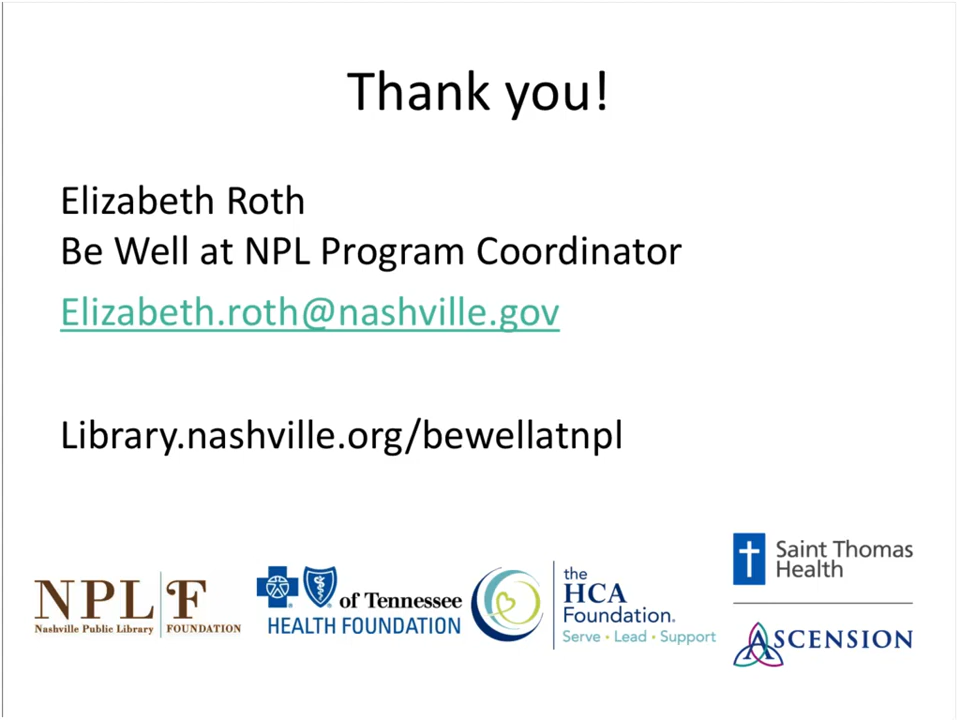 Thank you!
Elizabeth Roth
Be Well at NPL Program Coordinator
Elizabeth.roth@nashville.gov
Library.nashville.org/bewellatnpl
NPL F
Nashville Public Library FOUNDATION
of Tennessee
HEALTH FOUNDATION
the
HCA
Foundation®
Serve • Lead • Support
Saint Thomas
Health
ASCENSION